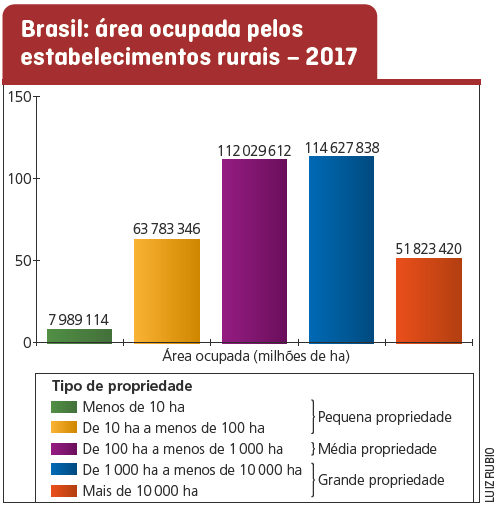 Brasil: área ocupada pelos
estabelecimentos rurais – 2017
150
100
50
0
7 989 114
63 783 346
112 029 612
114 627 838
51 823 420
Área ocupada (milhões de ha)
Tipo de propriedade
Menos de 10 ha
De 10 ha a menos de 100 ha
Pequena propriedade
De 100 ha a menos de 1 000 ha
Média propriedade
De 1 000 ha a menos de 10 000 ha
Mais de 10 000 ha
Grande propriedade
LUIZ RUBIO